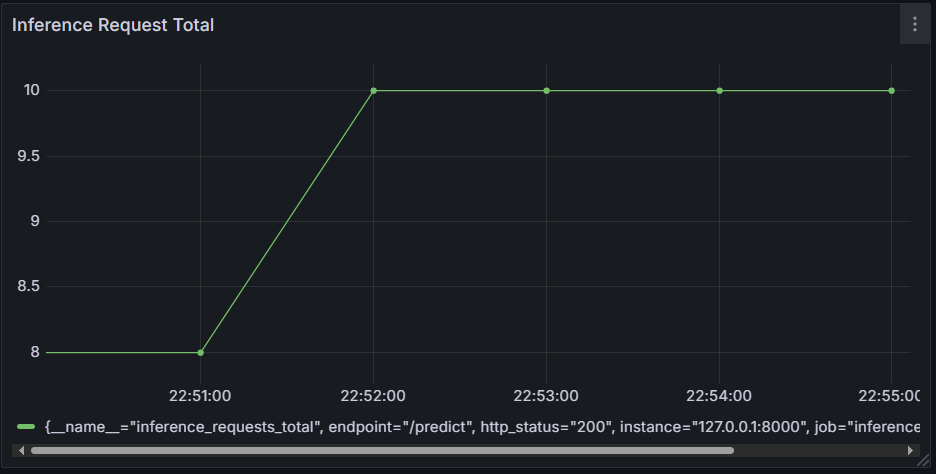 Inference Request Total
10
9.5
9
8.5
8
22:51:00 22:52:00 22:53:00 22:54:00 22:55:00
{__name__="inference_requests_total", endpoint="/predict", http_status="200", instance="127.0.0.1:8000", job="inference